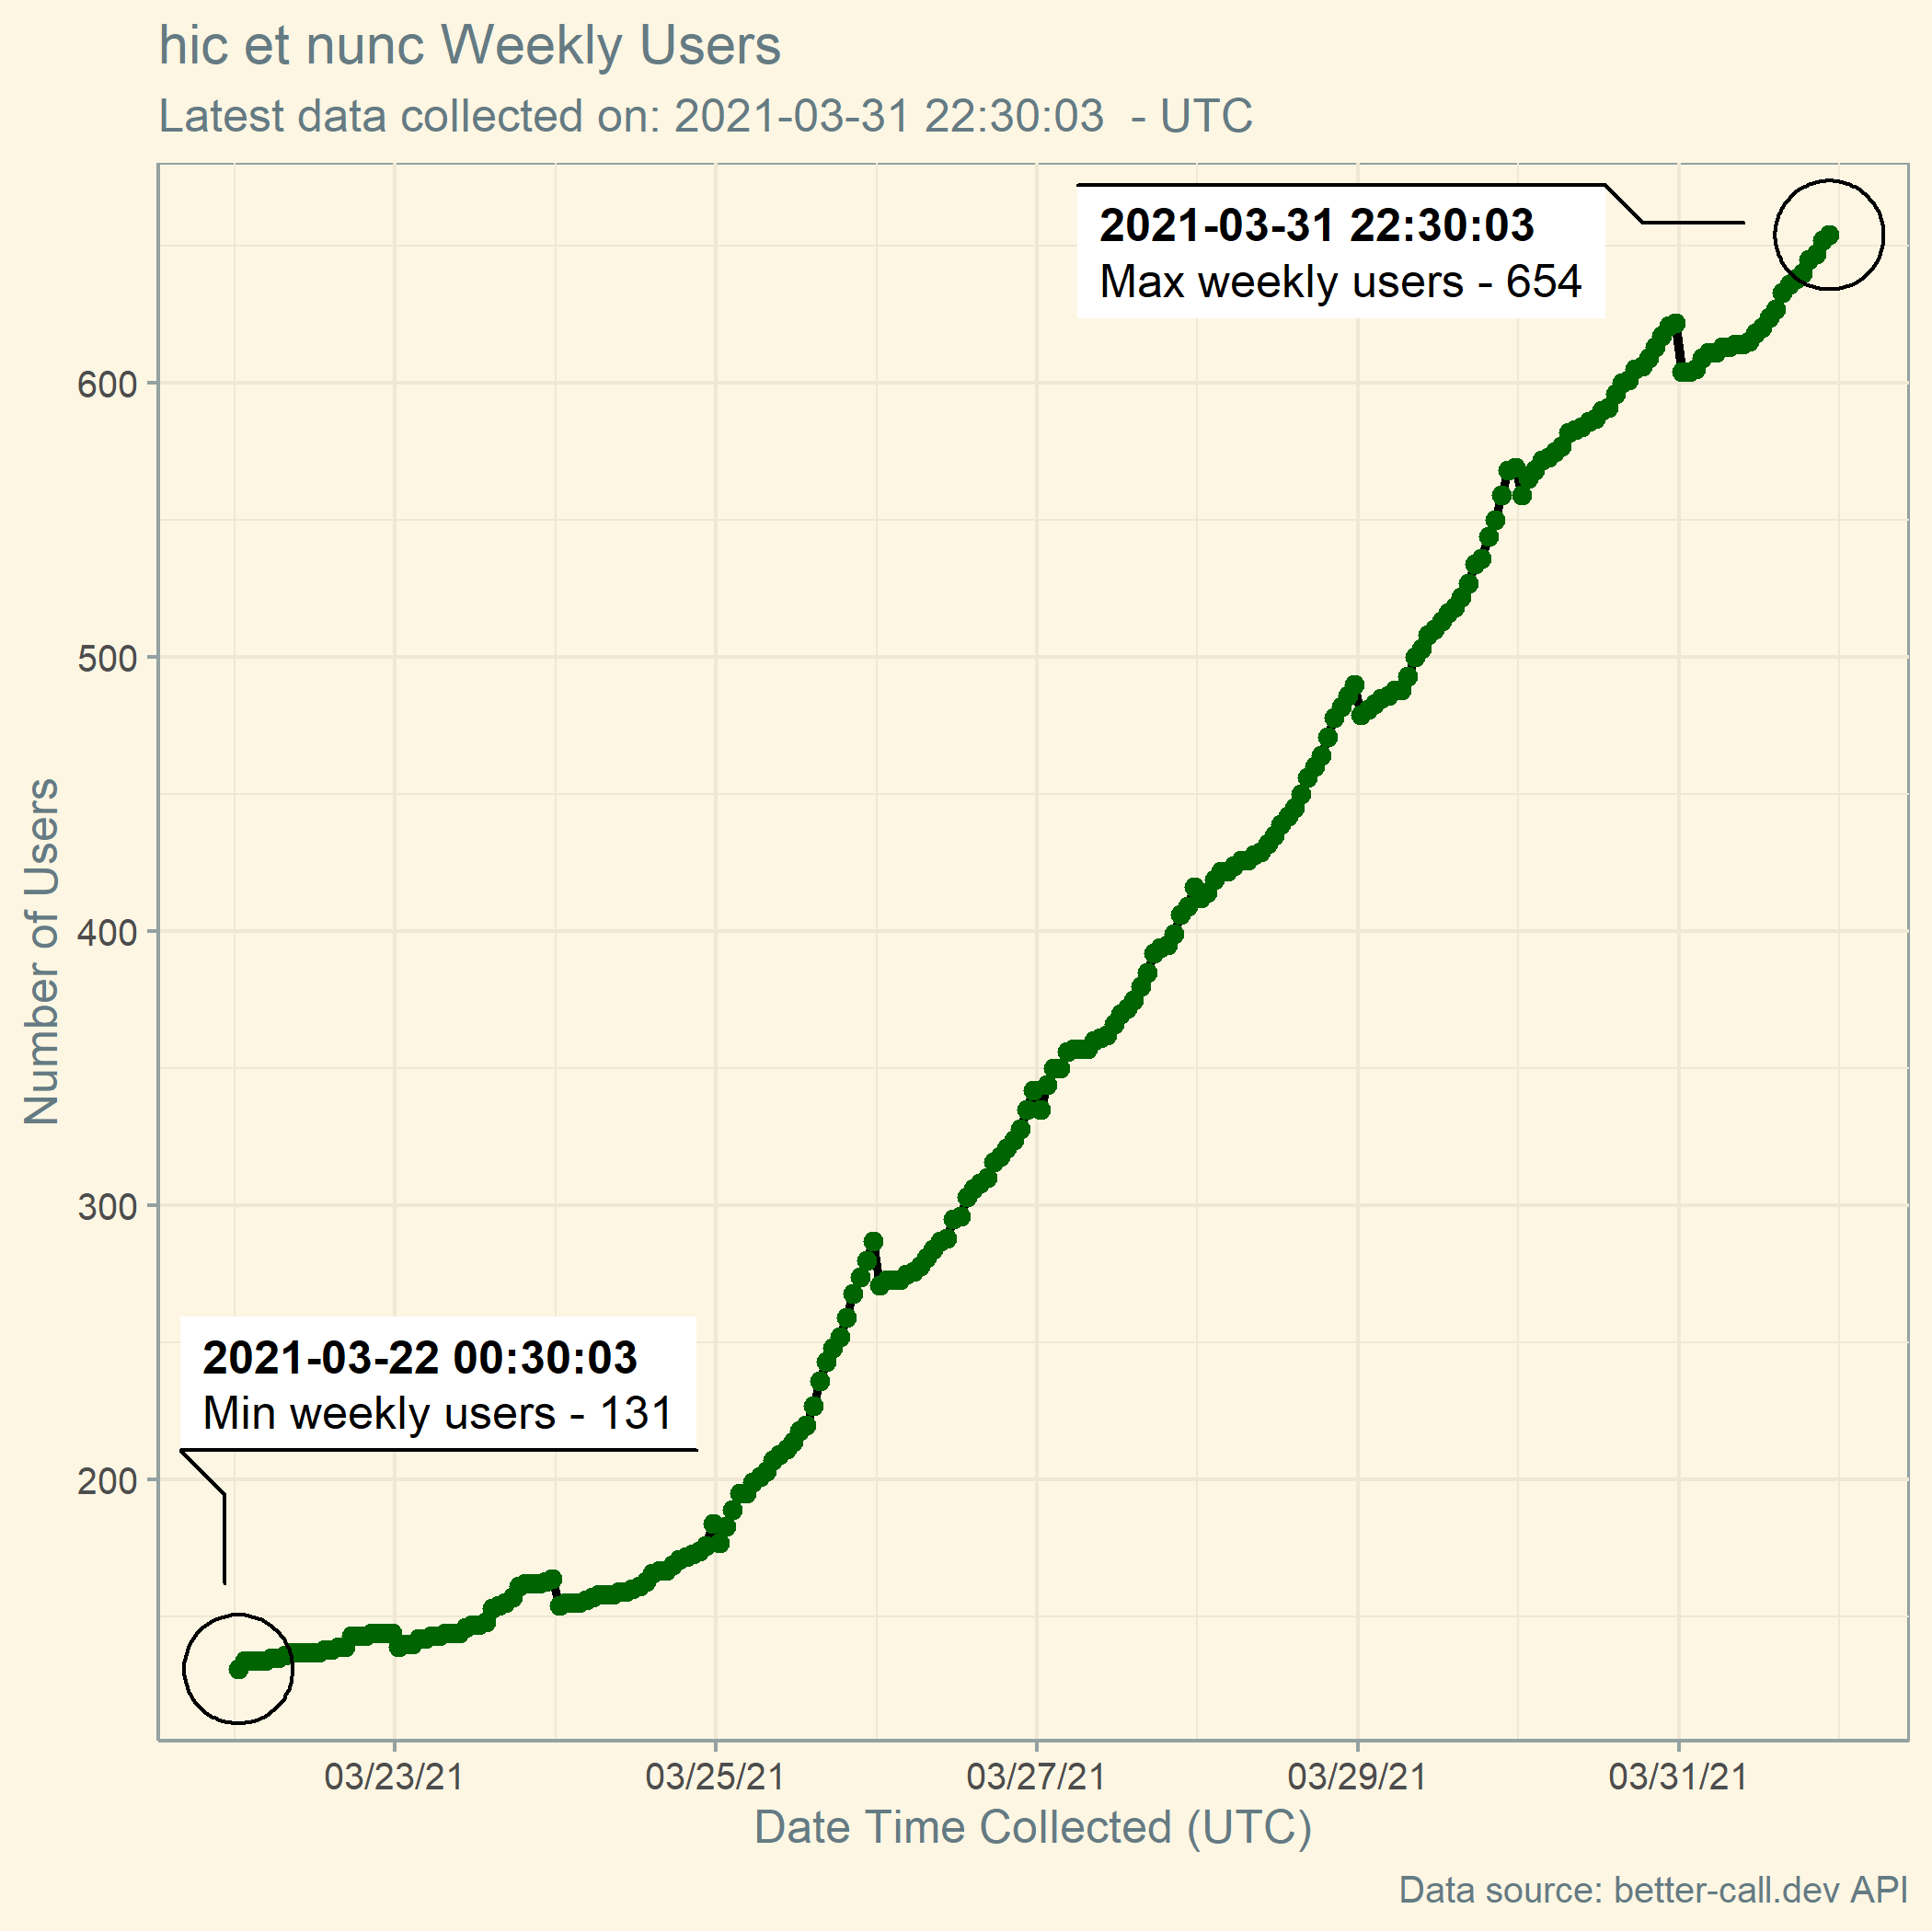 hic et nunc Weekly Users
Latest data collected on: 2021-03-31 22:30:03  - UTC
2021-03-31 22:30:03
Max weekly users - 654
600
500
400
300
200
Number of Users
2021-03-22 00:30:03
Min weekly users - 131
03/23/21 03/25/21 03/27/21 03/29/21 03/31/21
Date Time Collected (UTC)
Data source: better-call.dev API